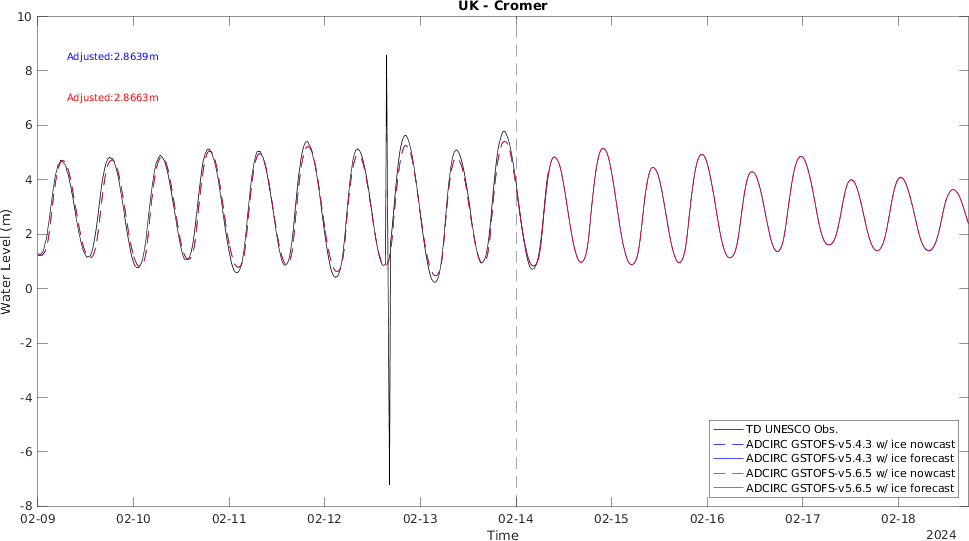 UK - Cromer
10
8
6
4
2
0
-2
-4
-6
-8
Water Level (m)
Adjusted:2.8639m
Adjusted:2.8663m
TD UNESCO Obs.
ADCIRC GSTOFS-v5.4.3 w/ ice nowcast
ADCIRC GSTOFS-v5.4.3 w/ ice forecast
ADCIRC GSTOFS-v5.6.5 w/ ice nowcast
ADCIRC GSTOFS-v5.6.5 w/ ice forecast
02-09 02-10 02-11 02-12 02-13 02-14 02-15 02-16 02-17 02-18
Time
2024